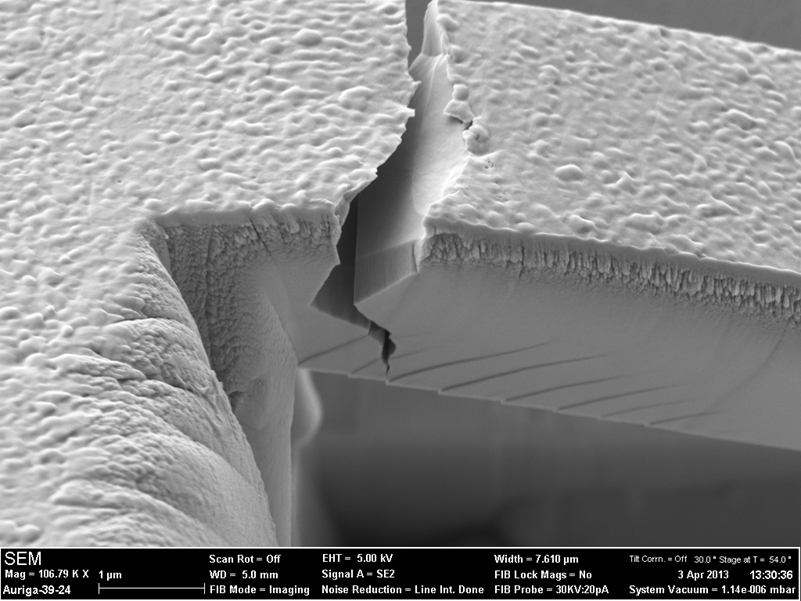 SEM
Mag = 106.79 K X 1 µm
Auriga-39-24
Scan Rot = Off
WD = 5.0 mm
FIB Mode = Imaging
EHT = 5.00 kV
Signal A = SE2
Noise Reduction = Line Int. Done
Width = 7.610 µm
FIB Lock Mags = No
FIB Probe = 30KV:20pA
Tilt Corrn. = Off 30.0 ° Stage at T = 54.0 °
3 Apr 2013 13:30:36
System Vacuum = 1.14e-006 mbar